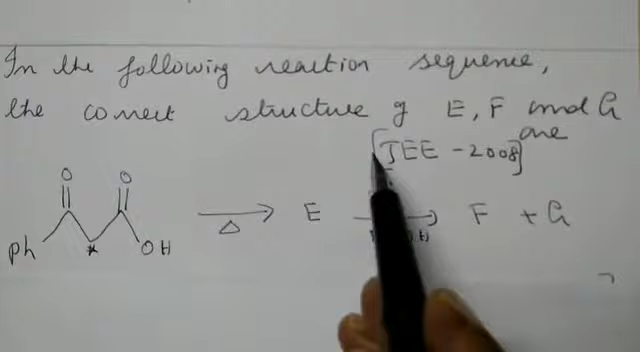 In the following reaction sequence,
the correct structure of E, F and G
are
[JEE - 2008]
O O
Ph * OH
Δ E F + G